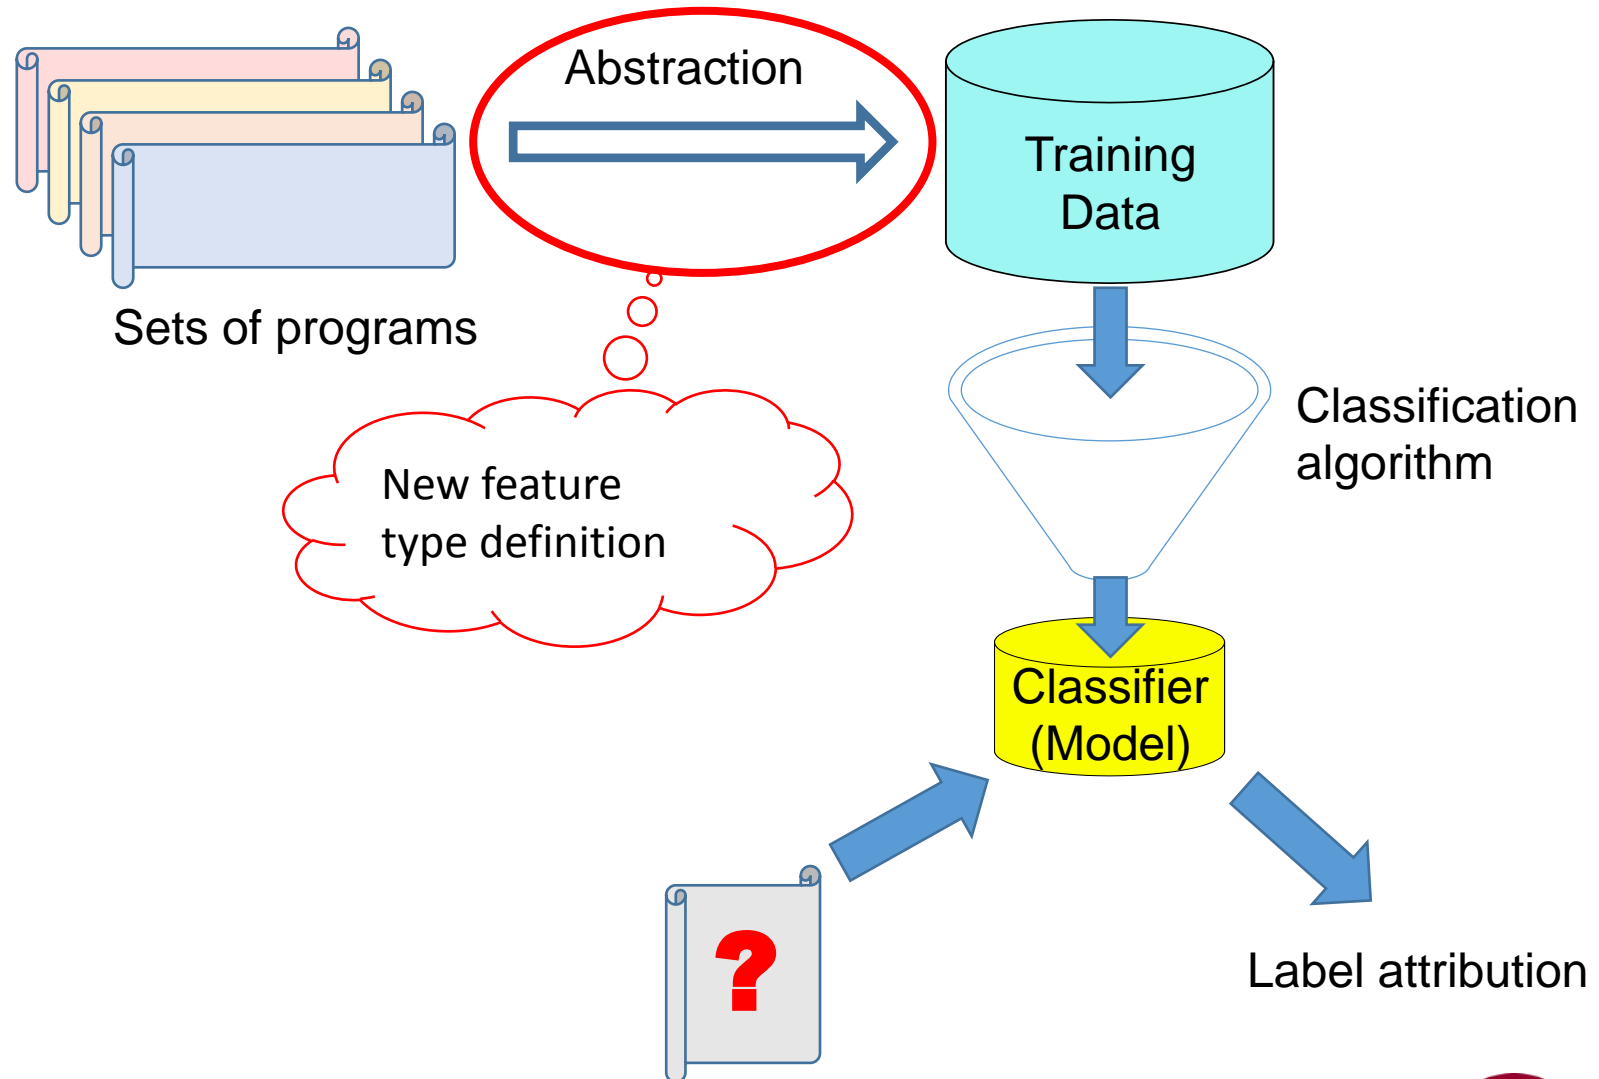 Abstraction
Training
Data
Sets of programs
Classification
algorithm
New feature
type definition
Classifier
(Model)
?
Label attribution